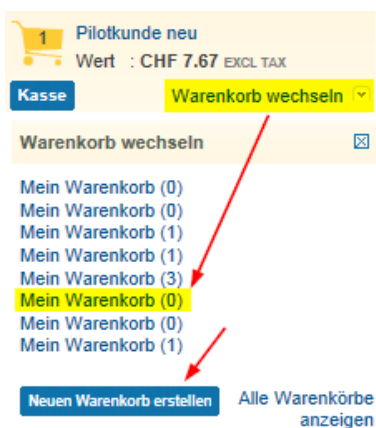 1 Pilotkunde neu
Wert : CHF 7.67 EXCL TAX
Kasse Warenkorb wechseln
Warenkorb wechseln
Mein Warenkorb (0)
Mein Warenkorb (0)
Mein Warenkorb (1)
Mein Warenkorb (1)
Mein Warenkorb (3)
Mein Warenkorb (0)
Mein Warenkorb (0)
Mein Warenkorb (1)
Neuen Warenkorb erstellen
Alle Warenkörbe
anzeigen